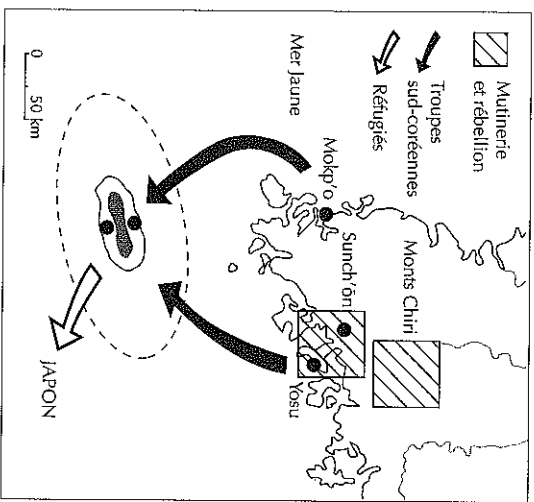 Mutinerie
et rébellion
Troupes
sud-coréennes
Réfugiés
Monts Chiri
Sunch'ŏn
Mokp'o
Yosu
Mer Jaune
JAPON
0 50 km